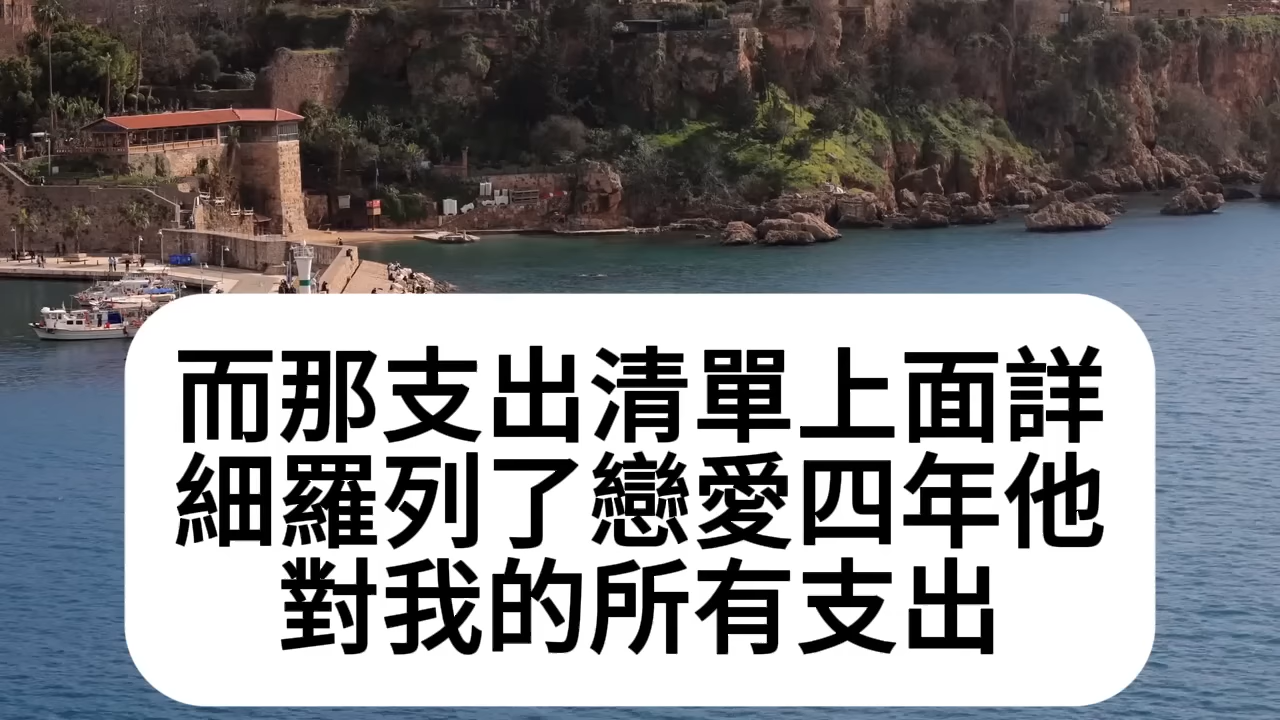 而那支出清單上面詳
細羅列了戀愛四年他
對我的所有支出